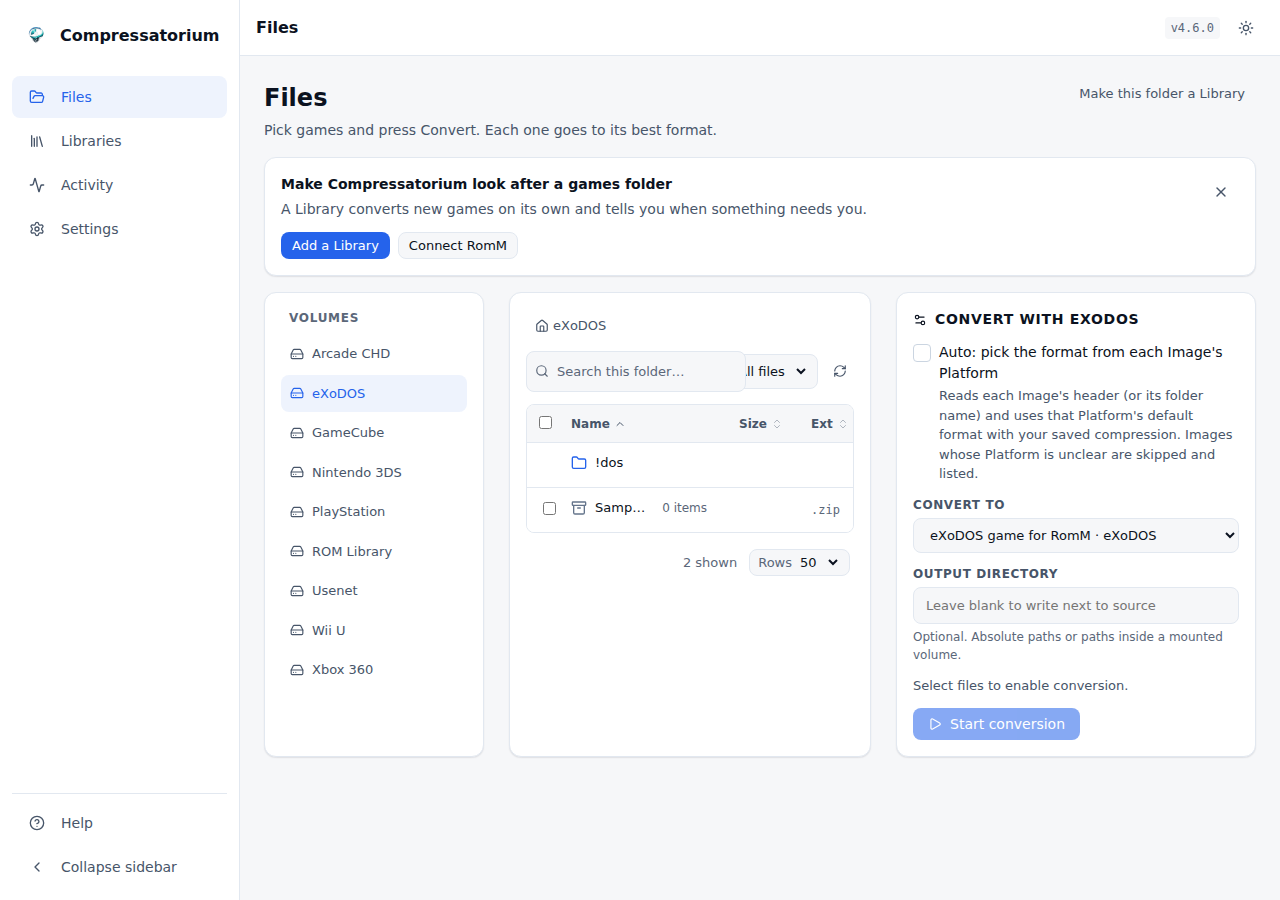 Compressatorium
Files
Libraries
Activity
Settings
Help
Collapse sidebar
Files
v4.6.0
Files
Make this folder a Library
Pick games and press Convert. Each one goes to its best format.
Make Compressatorium look after a games folder
A Library converts new games on its own and tells you when something needs you.
Add a Library
Connect RomM
VOLUMES
Arcade CHD
eXoDOS
GameCube
Nintendo 3DS
PlayStation
ROM Library
Usenet
Wii U
Xbox 360
eXoDOS
Search this folder…
ll files
Name
Size
Ext
!dos
Samp…
0 items
.zip
2 shown
Rows 50
CONVERT WITH EXODOS
Auto: pick the format from each Image's
Platform
Reads each Image's header (or its folder
name) and uses that Platform's default
format with your saved compression. Images
whose Platform is unclear are skipped and
listed.
CONVERT TO
eXoDOS game for RomM · eXoDOS
OUTPUT DIRECTORY
Leave blank to write next to source
Optional. Absolute paths or paths inside a mounted
volume.
Select files to enable conversion.
Start conversion